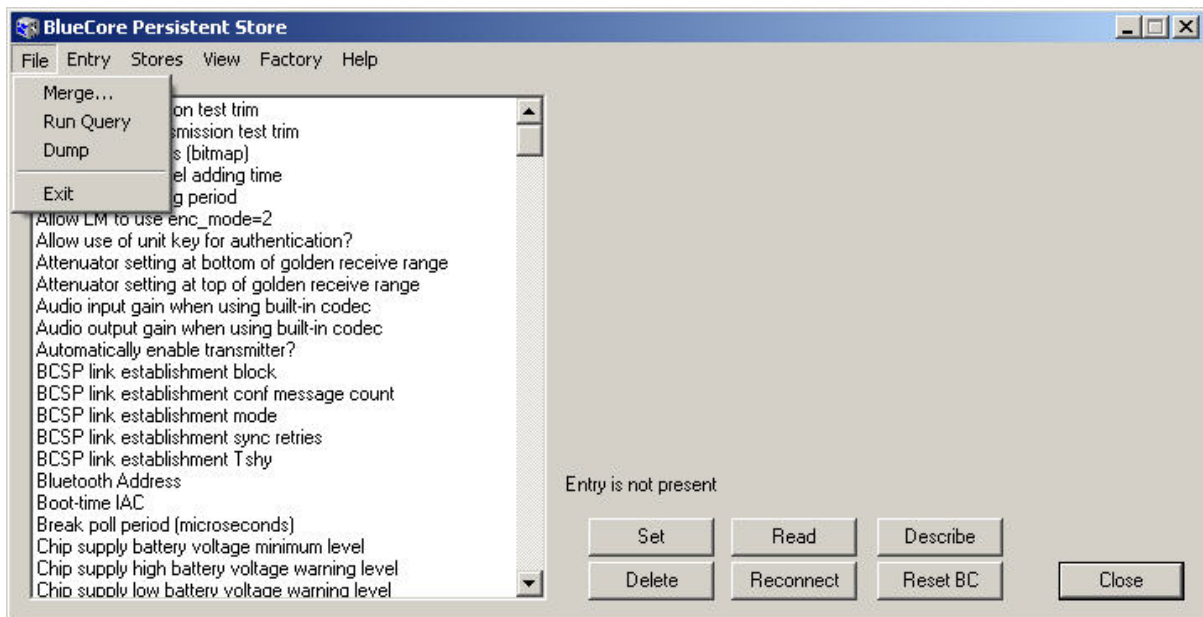 BlueCore Persistent Store
File Entry Stores View Factory Help
Merge...
Run Query
Dump
Exit
on test trim
smission test trim
s (bitmap)
el adding time
g period
Allow LM to use enc_mode=2
Allow use of unit key for authentication?
Attenuator setting at bottom of golden receive range
Attenuator setting at top of golden receive range
Audio input gain when using built-in codec
Audio output gain when using built-in codec
Automatically enable transmitter?
BCSP link establishment block
BCSP link establishment conf message count
BCSP link establishment mode
BCSP link establishment sync retries
BCSP link establishment Tshy
Bluetooth Address
Boot-time IAC
Break poll period (microseconds)
Chip supply battery voltage minimum level
Chip supply high battery voltage warning level
Chip supply low battery voltage warning level
Entry is not present
Set Read Describe
Delete Reconnect Reset BC Close